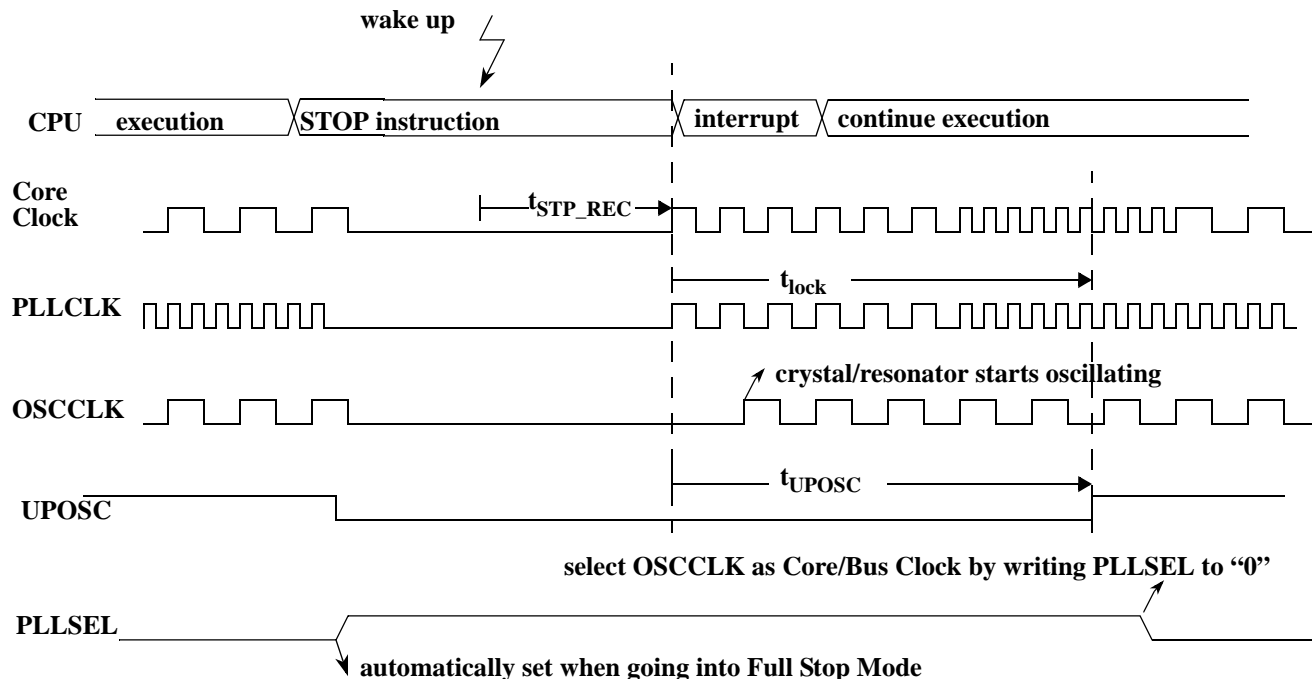 wake up
CPU execution STOP instruction interrupt continue execution
Core
Clock
tSTP_REC
tlock
PLLCLK
crystal/resonator starts oscillating
OSCCLK
tUPOSC
UPOSC
select OSCCLK as Core/Bus Clock by writing PLLSEL to “0”
PLLSEL
automatically set when going into Full Stop Mode